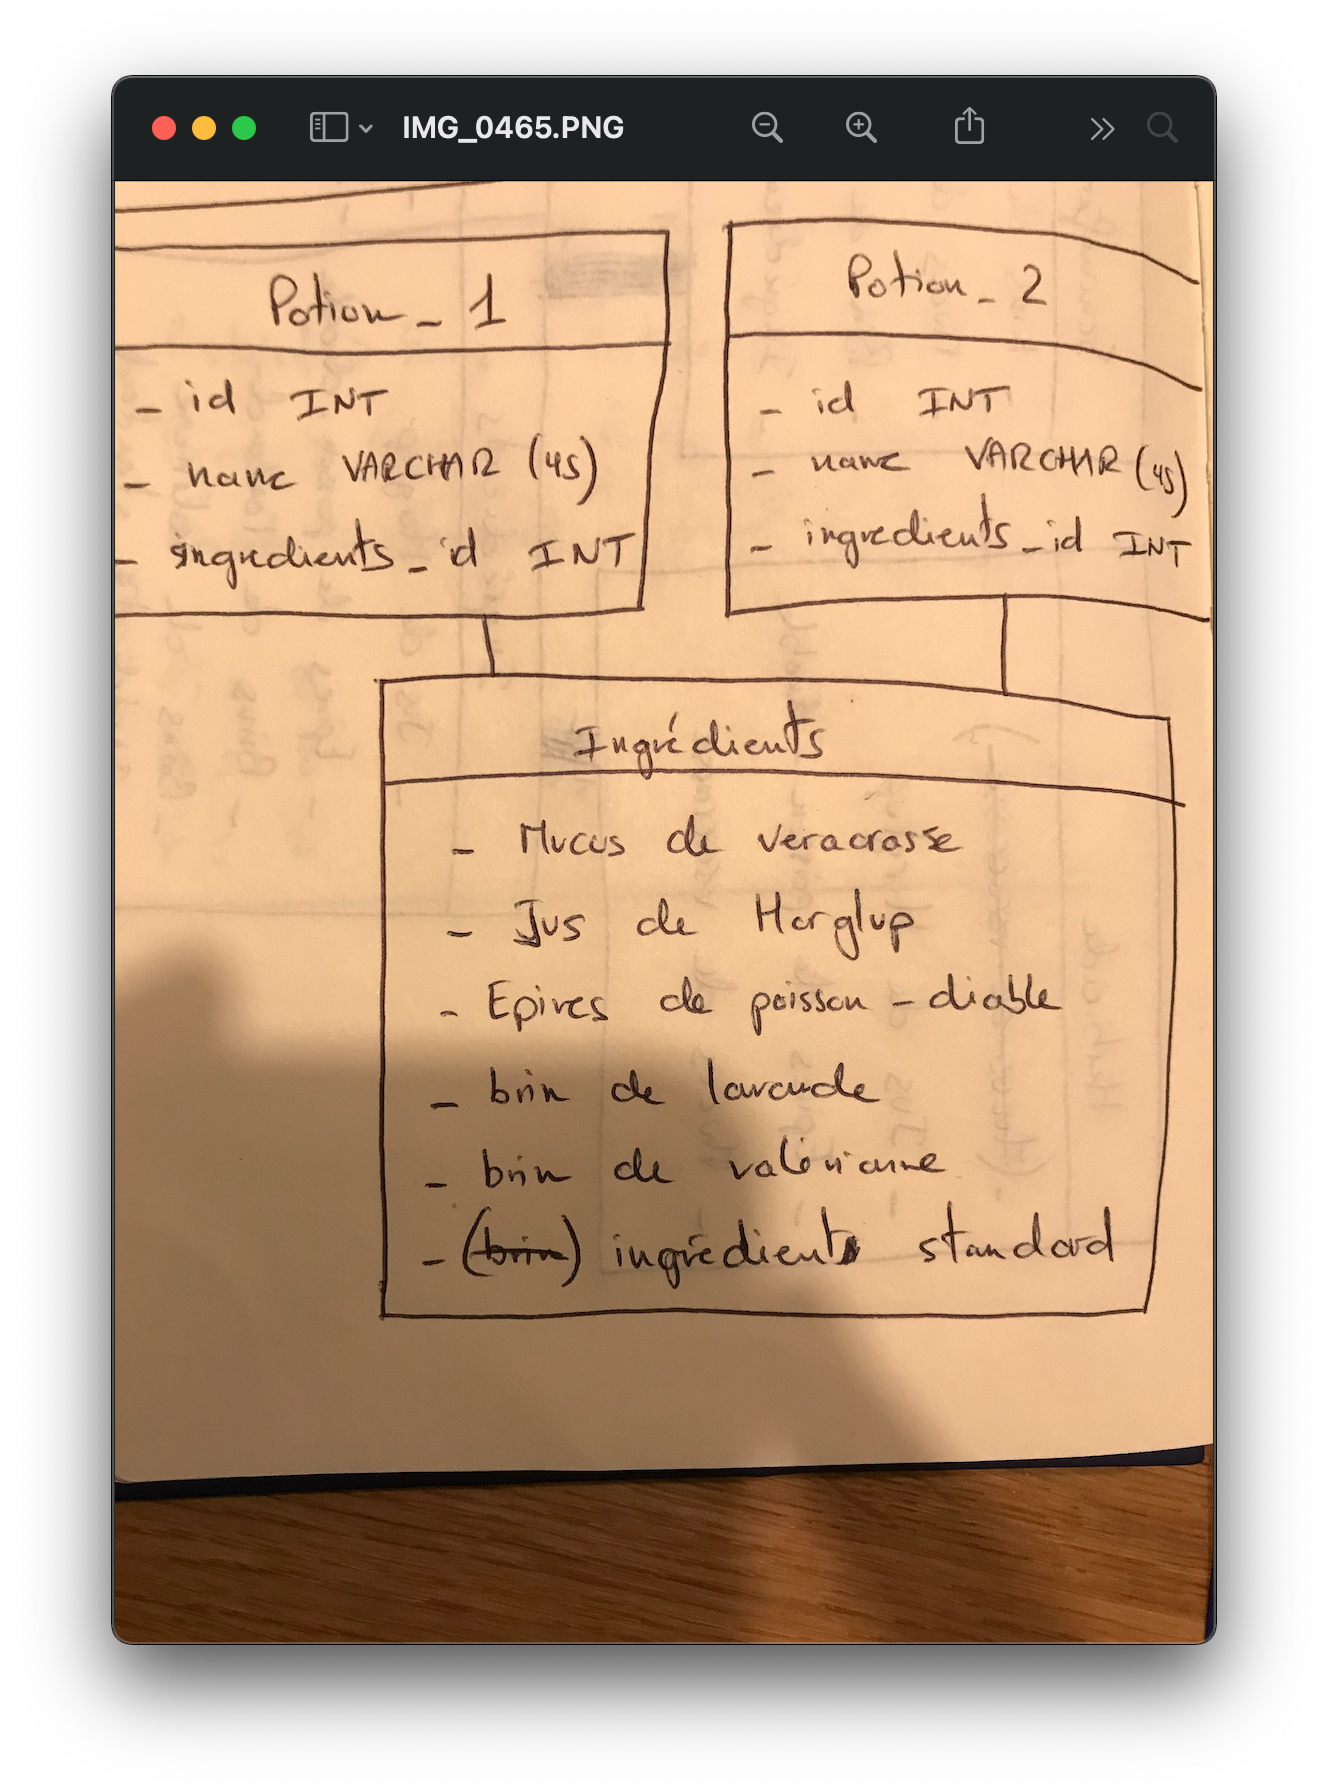 IMG_0465.PNG
Potion_1
- id INT
- name VARCHAR (45)
- ingredients_id INT
Potion_2
- id INT
- name VARCHAR (45)
- ingredients_id INT
Ingrédients
- Mucus de veracrasse
- Jus de Horglup
- Epines de poisson-diable
- brin de lavande
- brin de valériane
- (brin) ingrédient standard